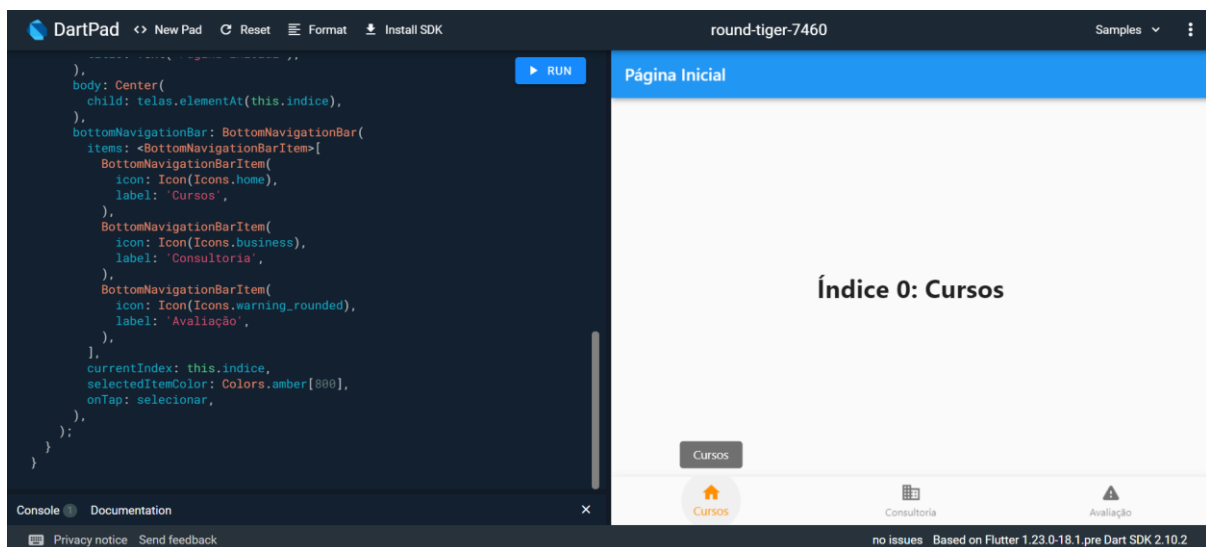 DartPad <> New Pad Reset Format Install SDK round-tiger-7460 Samples
),
body: Center(
child: telas.elementAt(this.indice),
),
bottomNavigationBar: BottomNavigationBar(
items: <BottomNavigationBarItem>[
BottomNavigationBarItem(
icon: Icon(Icons.home),
label: 'Cursos',
),
BottomNavigationBarItem(
icon: Icon(Icons.business),
label: 'Consultoria',
),
BottomNavigationBarItem(
icon: Icon(Icons.warning_rounded),
label: 'Avaliação',
),
],
currentIndex: this.indice,
selectedItemColor: Colors.amber[800],
onTap: selecionar,
),
);
}
}
RUN
Console 1 Documentation ×
Página Inicial
Índice 0: Cursos
Cursos
Cursos Consultoria Avaliação
Privacy notice Send feedback no issues Based on Flutter 1.23.0-18.1.pre Dart SDK 2.10.2